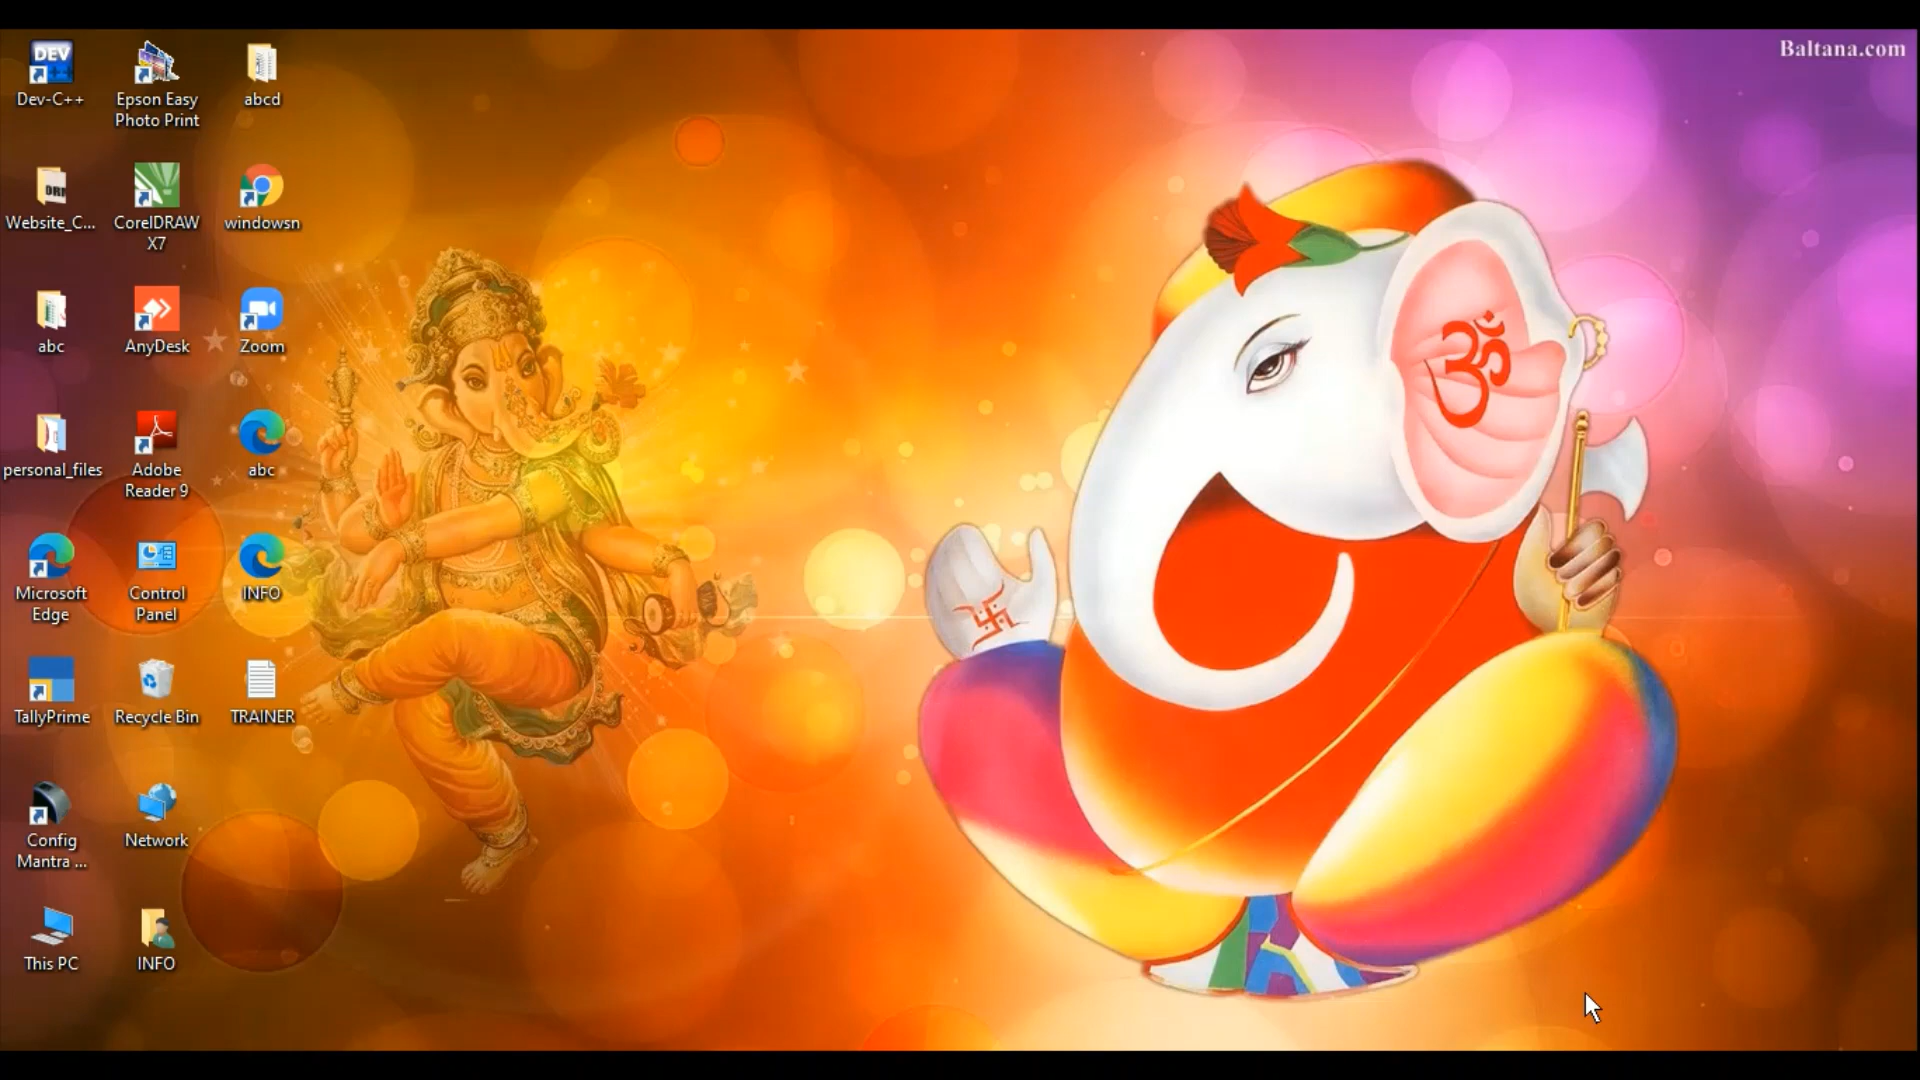 Baltana.com
DEV
Dev-C++
Epson Easy
Photo Print
abcd
Website_C...
CorelDRAW
X7
windowsn
abc
AnyDesk
Zoom
personal_files
Adobe
Reader 9
abc
Microsoft
Edge
Control
Panel
INFO
TallyPrime
Recycle Bin
TRAINER
Config
Mantra ...
Network
This PC
INFO
ॐ